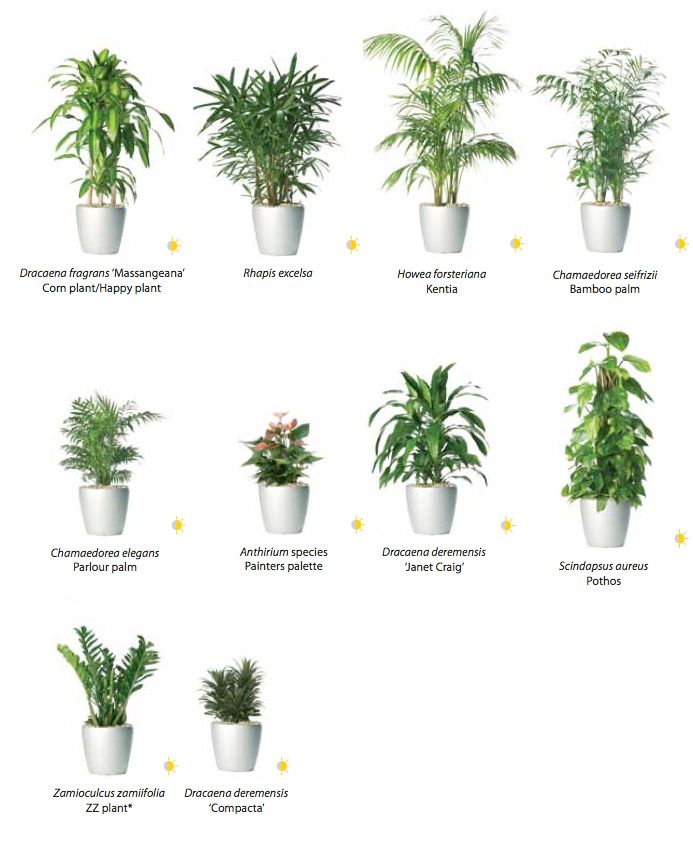 Dracaena fragrans ‘Massangeana’
Corn plant/Happy plant
Rhapis excelsa
Howea forsteriana
Kentia
Chamaedorea seifrizii
Bamboo palm
Chamaedorea elegans
Parlour palm
Anthirium species
Painters palette
Dracaena deremensis
‘Janet Craig’
Scindapsus aureus
Pothos
Zamioculcus zamiifolia
ZZ plant*
Dracaena deremensis
‘Compacta’